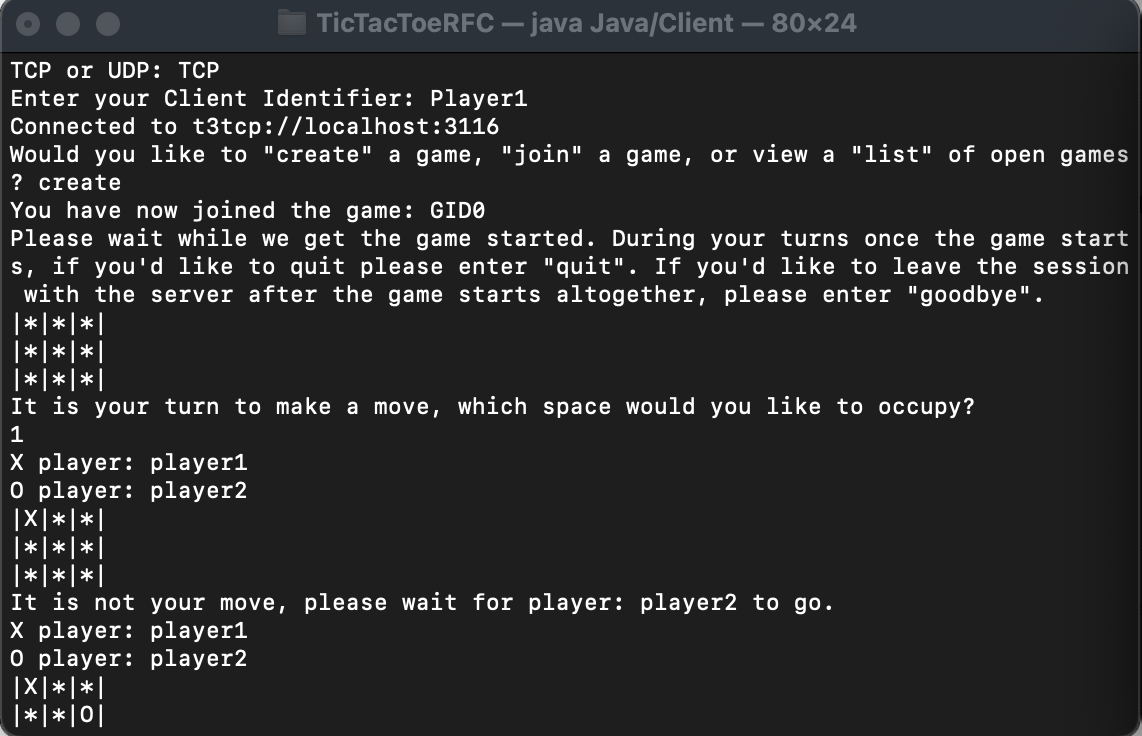 TicTacToeRFC — java Java/Client — 80×24
TCP or UDP: TCP
Enter your Client Identifier: Player1
Connected to t3tcp://localhost:3116
Would you like to "create" a game, "join" a game, or view a "list" of open games
? create
You have now joined the game: GID0
Please wait while we get the game started. During your turns once the game start
s, if you'd like to quit please enter "quit". If you'd like to leave the session
 with the server after the game starts altogether, please enter "goodbye".
|*|*|*|
|*|*|*|
|*|*|*|
It is your turn to make a move, which space would you like to occupy?
1
X player: player1
O player: player2
|X|*|*|
|*|*|*|
|*|*|*|
It is not your move, please wait for player: player2 to go.
X player: player1
O player: player2
|X|*|*|
|*|*|O|